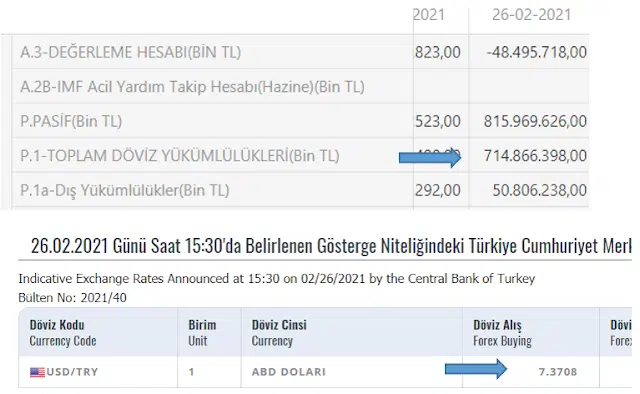 2021 26-02-2021
A.3-DEĞERLEME HESABI(BİN TL) 823,00 -48.495.718,00
A.2B-IMF Acil Yardım Takip Hesabı(Hazine)(Bin TL)
P.PASİF(Bin TL) 523,00 815.969.626,00
P.1-TOPLAM DÖVİZ YÜKÜMLÜLÜKLERİ(Bin TL) 714.866.398,00
P.1a-Dış Yükümlülükler(Bin TL) 292,00 50.806.238,00
26.02.2021 Günü Saat 15:30'da Belirlenen Gösterge Niteliğindeki Türkiye Cumhuriyet Merk
Indicative Exchange Rates Announced at 15:30 on 02/26/2021 by the Central Bank of Turkey
Bülten No: 2021/40
Döviz Kodu Birim Döviz Cinsi Döviz Alış Dövi
Currency Code Unit Currency Forex Buying Forex
USD/TRY 1 ABD DOLARI 7.3708